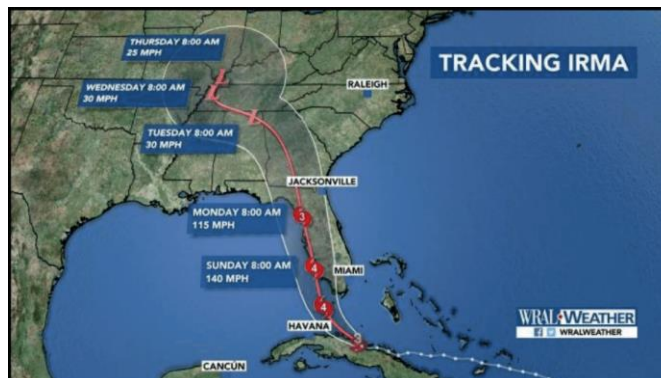 THURSDAY 8:00 AM
25 MPH
TRACKING IRMA
WEDNESDAY 8:00 AM
30 MPH
RALEIGH
TUESDAY 8:00 AM
30 MPH
JACKSONVILLE
MONDAY 8:00 AM
115 MPH
3
SUNDAY 8:00 AM
140 MPH
4
MIAMI
4
HAVANA
3
WRAL WEATHER
WRALWEATHER
CANCÚN